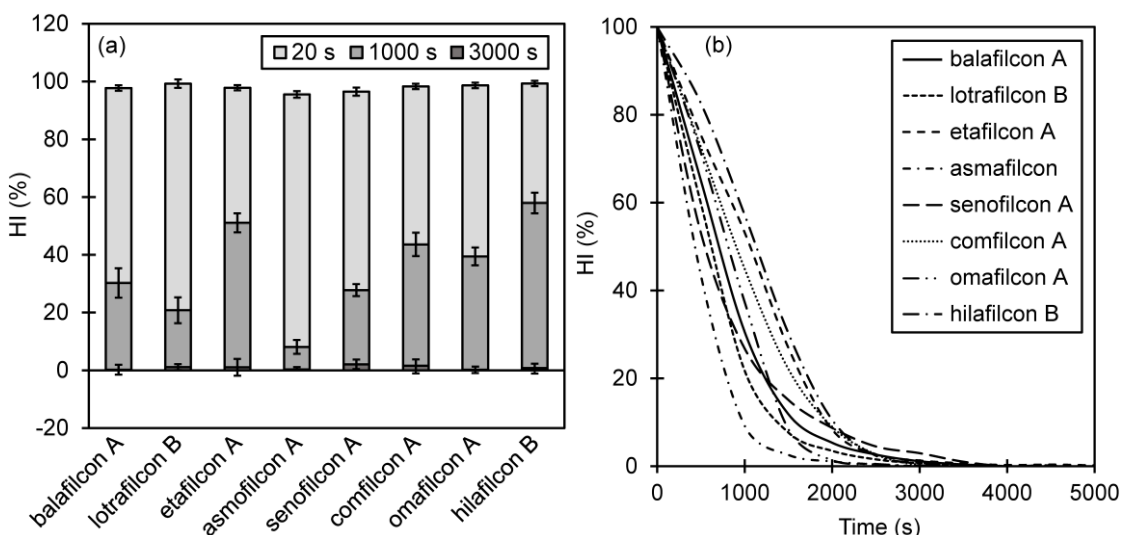 (a)
20 s 1000 s 3000 s
HI (%)
120
100
80
60
40
20
0
-20
balafilcon A
lotrafilcon B
etafilcon A
asmofilcon A
senofilcon A
comfilcon A
omafilcon A
hilafilcon B
(b)
balafilcon A
lotrafilcon B
etafilcon A
asmafilcon
senofilcon A
comfilcon A
omafilcon A
hilafilcon B
HI (%)
100
80
60
40
20
0
0 1000 2000 3000 4000 5000
Time (s)